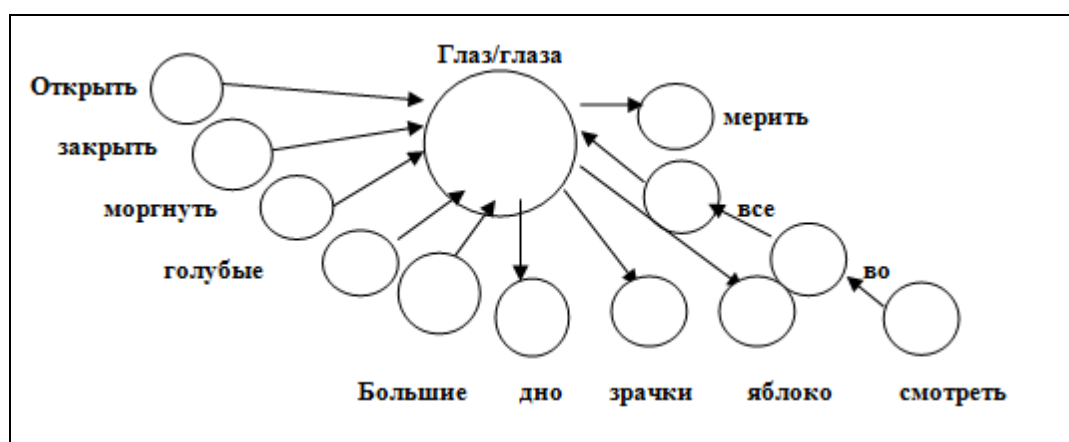 Глаз/глаза
Открыть
мерить
закрыть
моргнуть
все
голубые
во
Большие дно зрачки яблоко смотреть